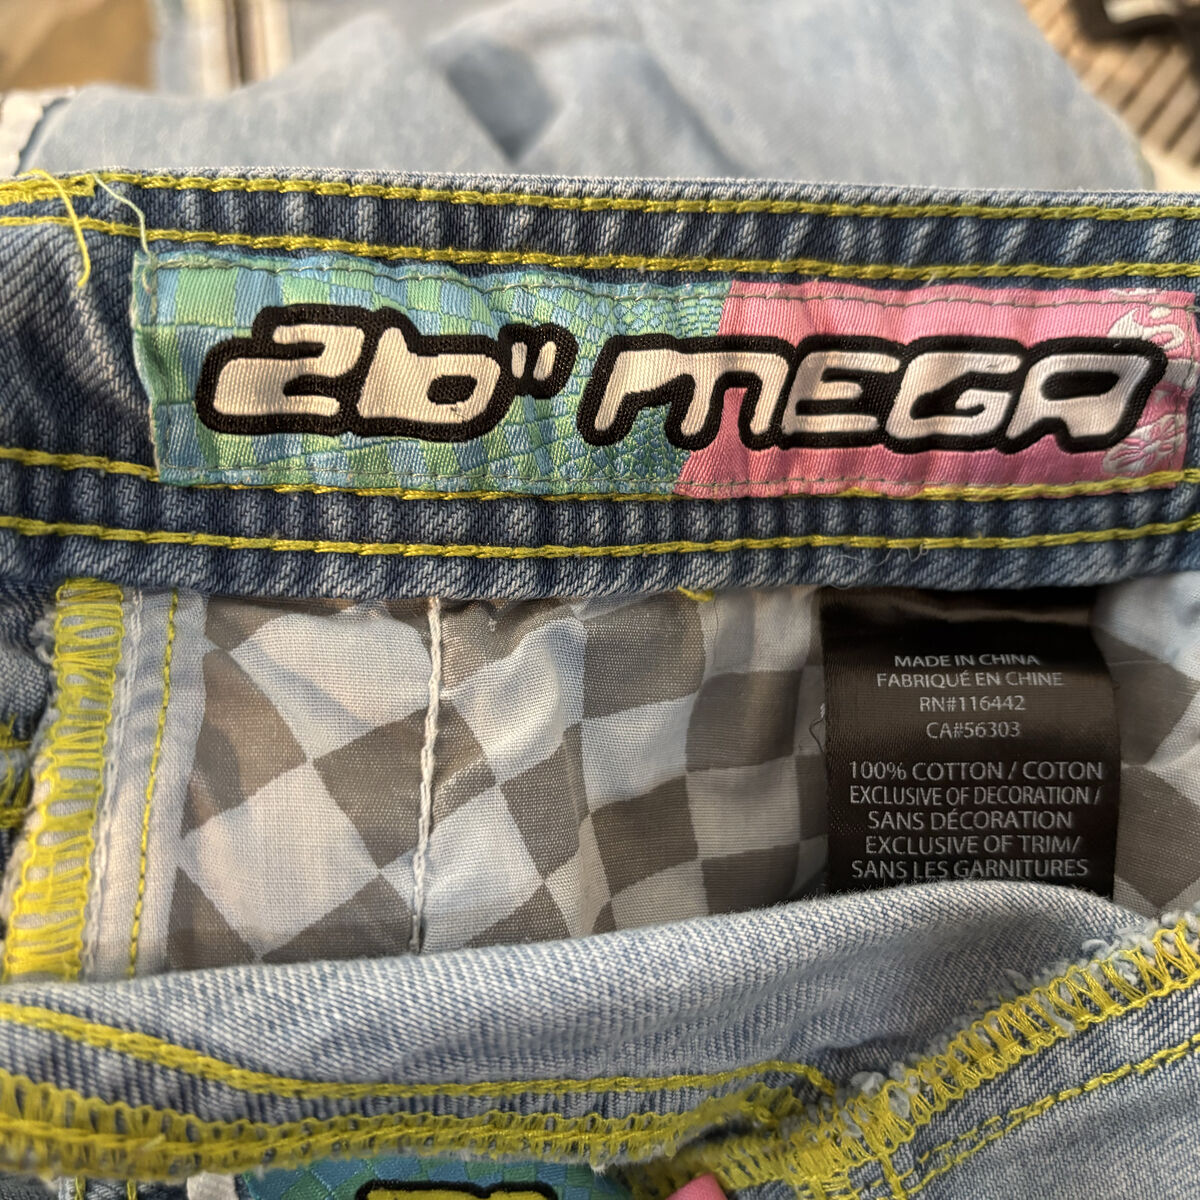 26" MEGA
MADE IN CHINA
FABRIQUÉ EN CHINE
RN#116442
CA#56303
100% COTTON / COTON
EXCLUSIVE OF DECORATION /
SANS DÉCORATION
EXCLUSIVE OF TRIM/
SANS LES GARNITURES